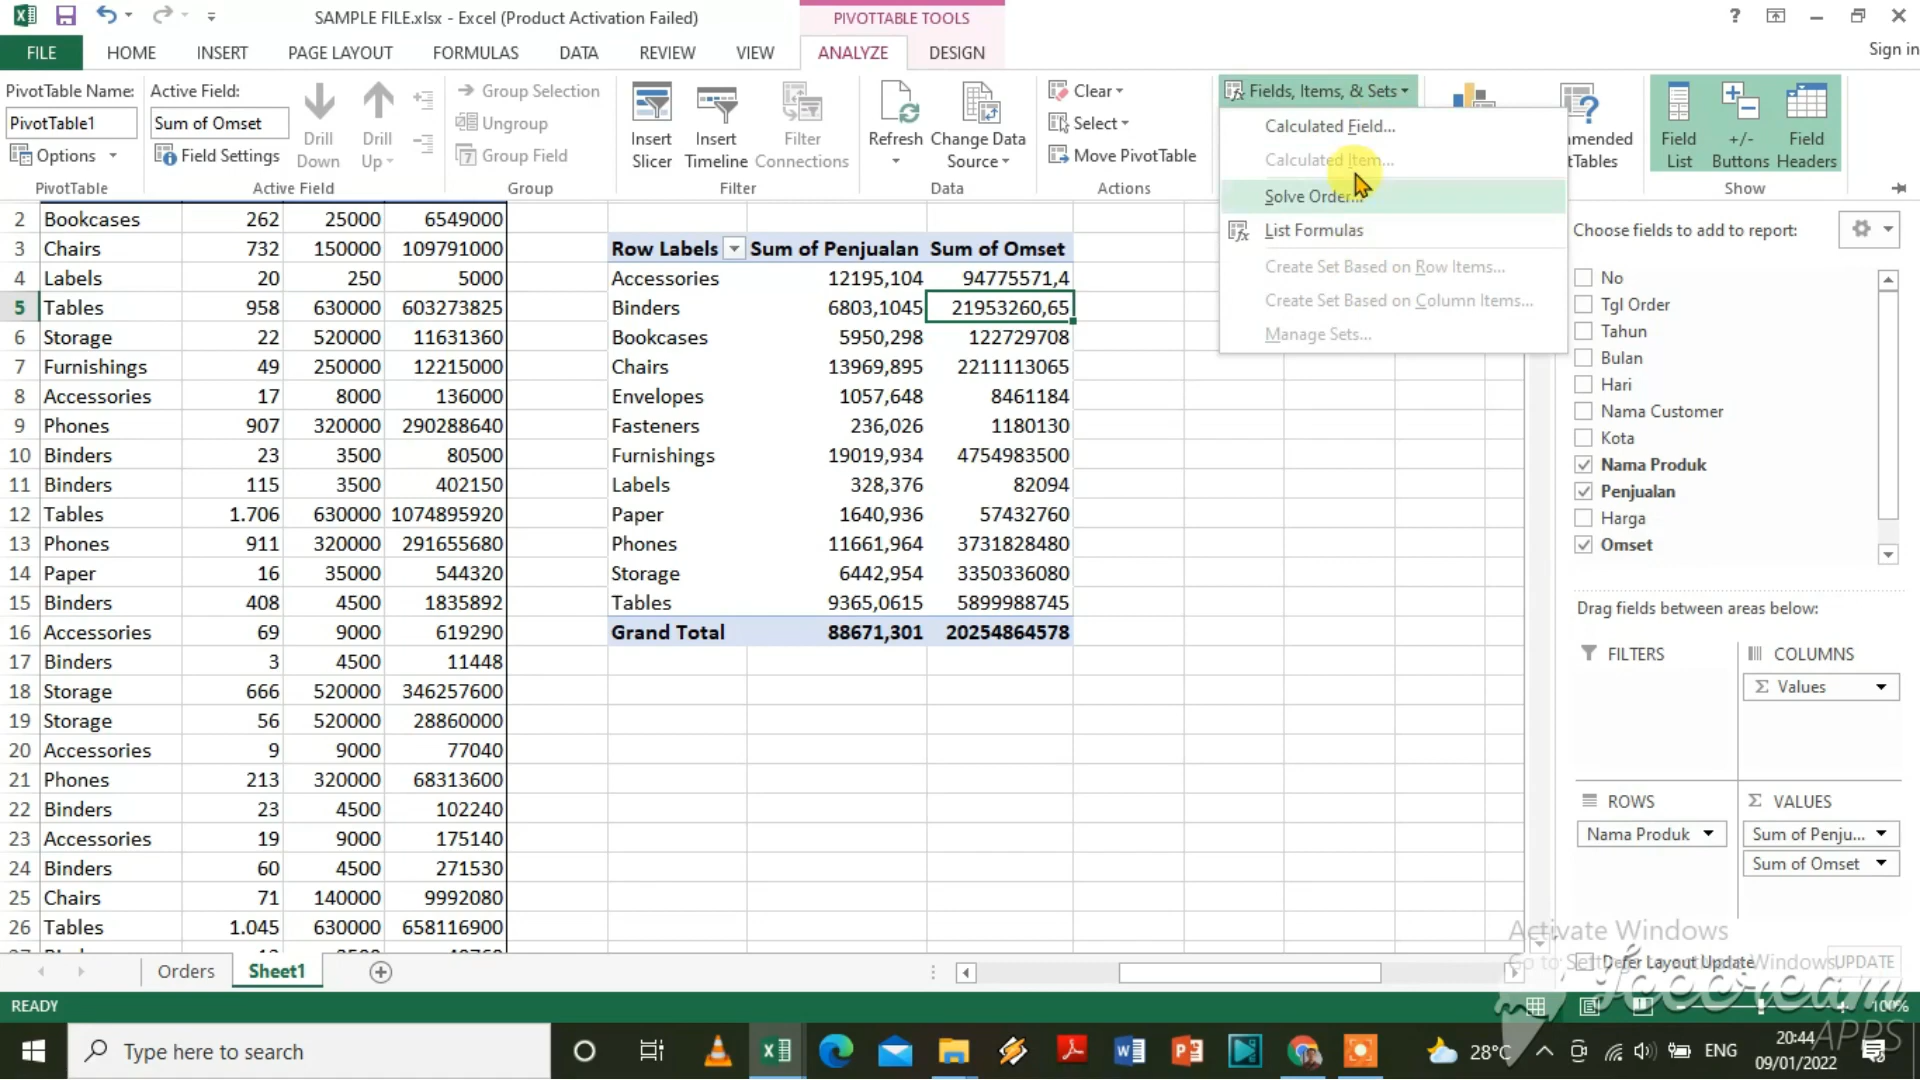 SAMPLE FILE.xlsx - Excel (Product Activation Failed)
PIVOTTABLE TOOLS
?
FILE HOME INSERT PAGE LAYOUT FORMULAS DATA REVIEW VIEW ANALYZE DESIGN Sign in
PivotTable Name:
PivotTable1
Options
PivotTable
Active Field:
Sum of Omset
Field Settings
Drill Down
Drill Up
Active Field
Group Selection
Ungroup
Group Field
Group
Insert Slicer
Insert Timeline
Filter Connections
Filter
Refresh
Change Data Source
Data
Clear
Select
Move PivotTable
Actions
Fields, Items, & Sets
Calculated Field...
Calculated Item...
Solve Order...
List Formulas
Create Set Based on Row Items...
Create Set Based on Column Items...
Manage Sets...
Field List
+/- Buttons
Field Headers
Show
2 Bookcases 262 25000 6549000
3 Chairs 732 150000 109791000
4 Labels 20 250 5000
5 Tables 958 630000 603273825
6 Storage 22 520000 11631360
7 Furnishings 49 250000 12215000
8 Accessories 17 8000 136000
9 Phones 907 320000 290288640
10 Binders 23 3500 80500
11 Binders 115 3500 402150
12 Tables 1.706 630000 1074895920
13 Phones 911 320000 291655680
14 Paper 16 35000 544320
15 Binders 408 4500 1835892
16 Accessories 69 9000 619290
17 Binders 3 4500 11448
18 Storage 666 520000 346257600
19 Storage 56 520000 28860000
20 Accessories 9 9000 77040
21 Phones 213 320000 68313600
22 Binders 23 4500 102240
23 Accessories 19 9000 175140
24 Binders 60 4500 271530
25 Chairs 71 140000 9992080
26 Tables 1.045 630000 658116900
Row Labels Sum of Penjualan Sum of Omset
Accessories 12195,104 94775571,4
Binders 6803,1045 21953260,65
Bookcases 5950,298 122729708
Chairs 13969,895 2211113065
Envelopes 1057,648 8461184
Fasteners 236,026 1180130
Furnishings 19019,934 4754983500
Labels 328,376 82094
Paper 1640,936 57432760
Phones 11661,964 3731828480
Storage 6442,954 3350336080
Tables 9365,0615 5899988745
Grand Total 88671,301 20254864578
Choose fields to add to report:
No
Tgl Order
Tahun
Bulan
Hari
Nama Customer
Kota
Nama Produk
Penjualan
Harga
Omset
Drag fields between areas below:
FILTERS
COLUMNS
Σ Values
ROWS
Nama Produk
Σ VALUES
Sum of Penju...
Sum of Omset
Activate Windows
Defer Layout Update
UPDATE
Orders Sheet1
READY
100%
Icecream
APPS
Type here to search
28°C
ENG
20:44
09/01/2022